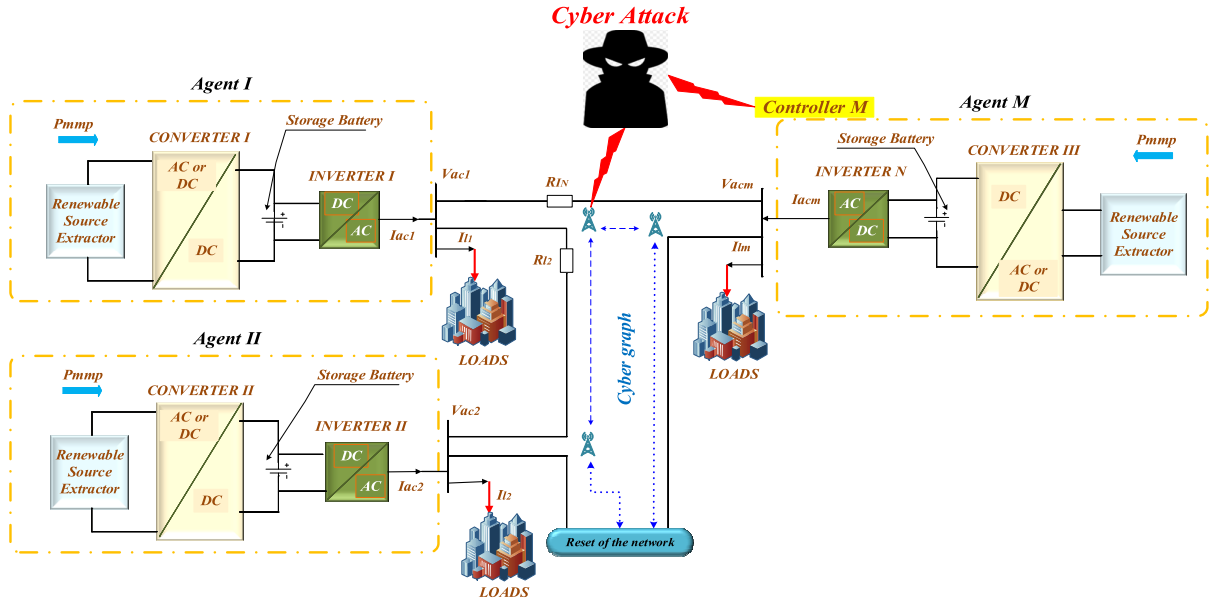 Cyber Attack
Agent I
Pmmp
CONVERTER I
AC or
DC
DC
Storage Battery
+
-
INVERTER I
DC
AC
Renewable
Source
Extractor
Iac1
Vac1
Il1
LOADS
R1N
Rl2
Controller M
Agent M
Pmmp
Storage Battery
CONVERTER III
INVERTER N
Vacm
Iacm
AC
DC
+
-
DC
AC or
DC
Renewable
Source
Extractor
Ilm
LOADS
Cyber graph
Agent II
Pmmp
CONVERTER II
AC or
DC
DC
Storage Battery
+
-
INVERTER II
DC
AC
Renewable
Source
Extractor
Iac2
Vac2
Il2
LOADS
Reset of the network